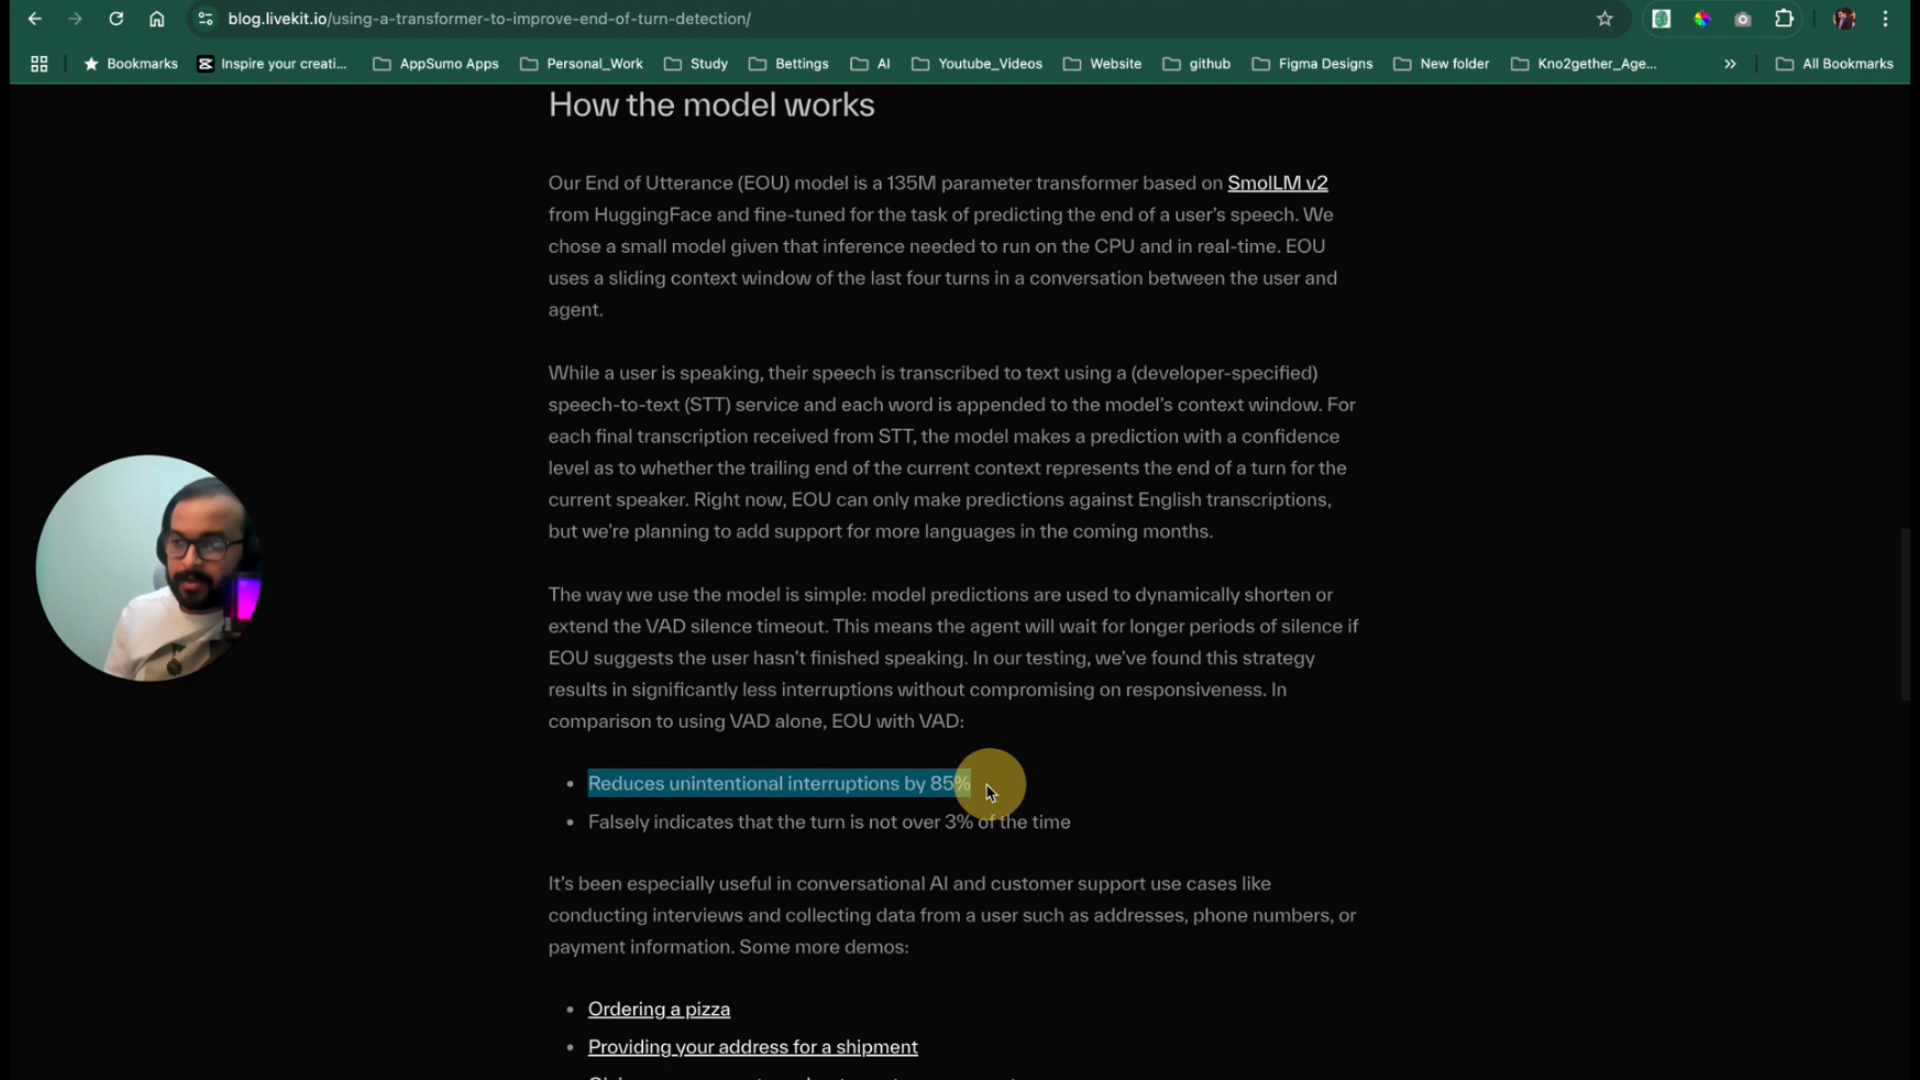 blog.livekit.io/using-a-transformer-to-improve-end-of-turn-detection/
Bookmarks Inspire your creati... AppSumo Apps Personal_Work Study Bettings AI Youtube_Videos Website github Figma Designs New folder Kno2gether_Age... » All Bookmarks
How the model works
Our End of Utterance (EOU) model is a 135M parameter transformer based on SmolLM v2
from HuggingFace and fine-tuned for the task of predicting the end of a user's speech. We
chose a small model given that inference needed to run on the CPU and in real-time. EOU
uses a sliding context window of the last four turns in a conversation between the user and
agent.
While a user is speaking, their speech is transcribed to text using a (developer-specified)
speech-to-text (STT) service and each word is appended to the model's context window. For
each final transcription received from STT, the model makes a prediction with a confidence
level as to whether the trailing end of the current context represents the end of a turn for the
current speaker. Right now, EOU can only make predictions against English transcriptions,
but we're planning to add support for more languages in the coming months.
The way we use the model is simple: model predictions are used to dynamically shorten or
extend the VAD silence timeout. This means the agent will wait for longer periods of silence if
EOU suggests the user hasn't finished speaking. In our testing, we've found this strategy
results in significantly less interruptions without compromising on responsiveness. In
comparison to using VAD alone, EOU with VAD:
• Reduces unintentional interruptions by 85%
• Falsely indicates that the turn is not over 3% of the time
It's been especially useful in conversational AI and customer support use cases like
conducting interviews and collecting data from a user such as addresses, phone numbers, or
payment information. Some more demos:
• Ordering a pizza
• Providing your address for a shipment